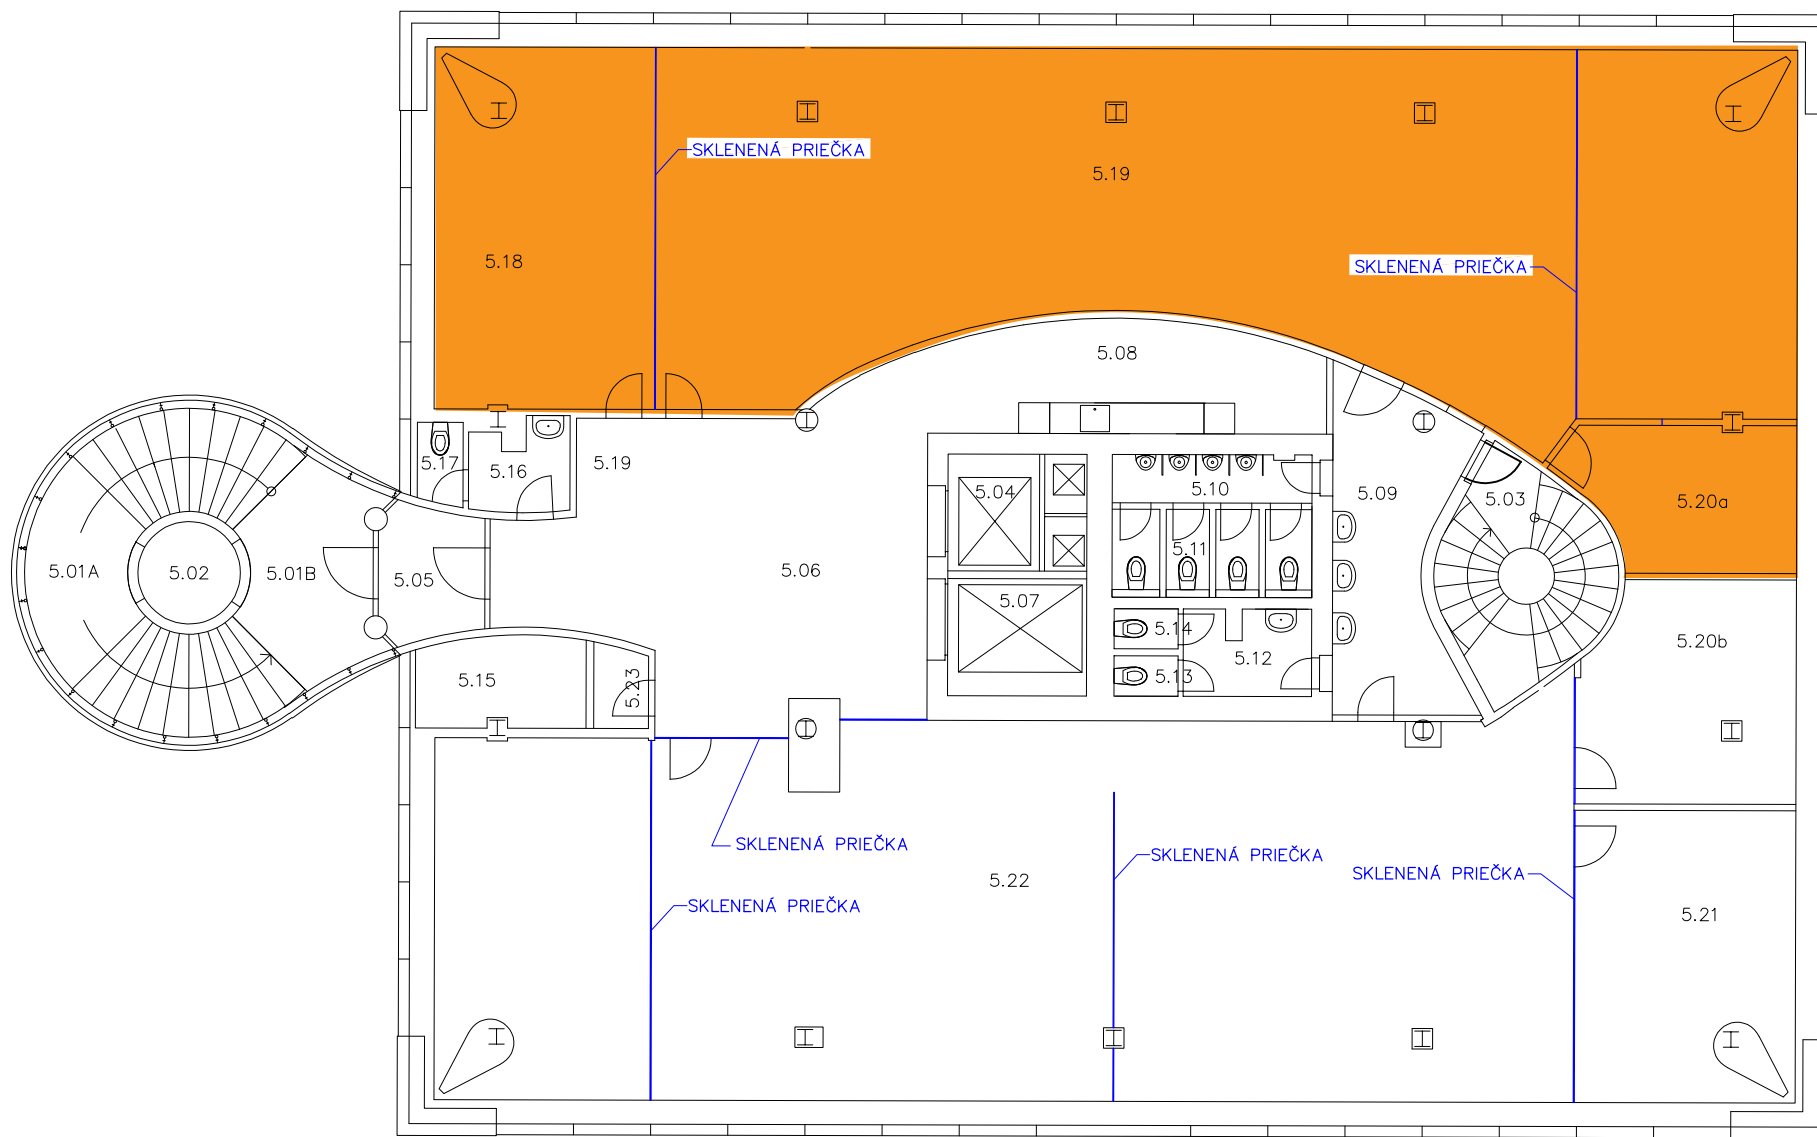 SKLENENÁ PRIEČKA
5.19
5.18
SKLENENÁ PRIEČKA
5.08
5.17
5.16
5.19
5.04
5.10
5.09
5.03
5.20a
5.11
5.01A
5.02
5.01B
5.05
5.06
5.07
5.14
5.12
5.13
5.20b
5.15
5.23
SKLENENÁ PRIEČKA
SKLENENÁ PRIEČKA
SKLENENÁ PRIEČKA
5.22
SKLENENÁ PRIEČKA
5.21